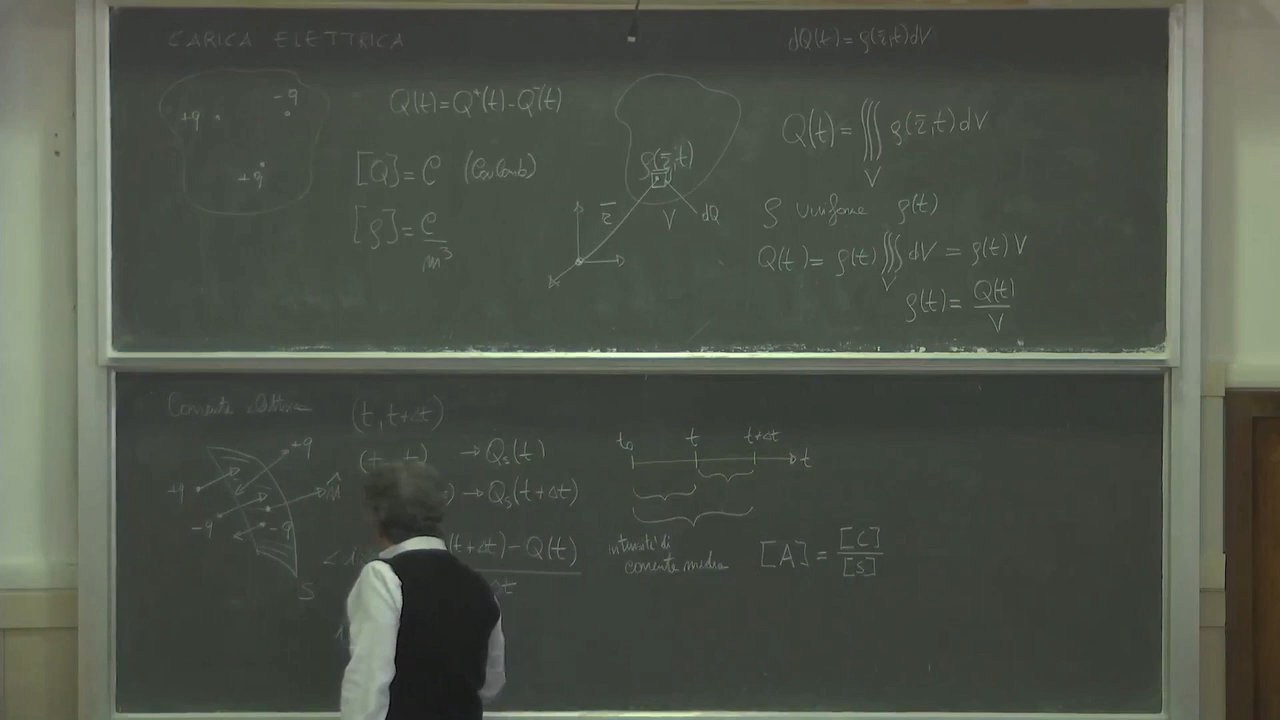 CARICA ELETTRICA
+q
-q
+q
Q(t)=Q⁺(t)-Q⁻(t)
[Q]=C (Coulomb)
[ρ]=C/m³
ρ(r̄,t)
r̄
V
dQ
dQ(t)=ρ(r̄,t)dV
Q(t)=∭_V ρ(r̄,t)dV
ρ uniforme ρ(t)
Q(t)=ρ(t)∭_V dV=ρ(t)V
ρ(t)=Q(t)/V
Corrente elettrica
+q
+q
-q
-q
n̂
S
(t,t+Δt)
→Q_s(t)
→Q_s(t+Δt)
(t+Δt)-Q(t)
t₀ t t+Δt t
intensità di
corrente media
[A]=[C]/[s]